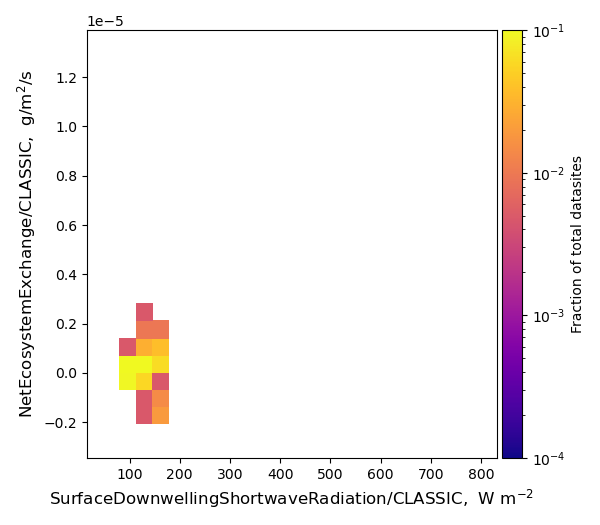 1e−5
1.2
1.0
0.8
0.6
0.4
0.2
0.0
−0.2
NetEcosystemExchange/CLASSIC, g/m²/s
100 200 300 400 500 600 700 800
SurfaceDownwellingShortwaveRadiation/CLASSIC, W m⁻²
10⁻¹
10⁻²
10⁻³
10⁻⁴
Fraction of total datasites